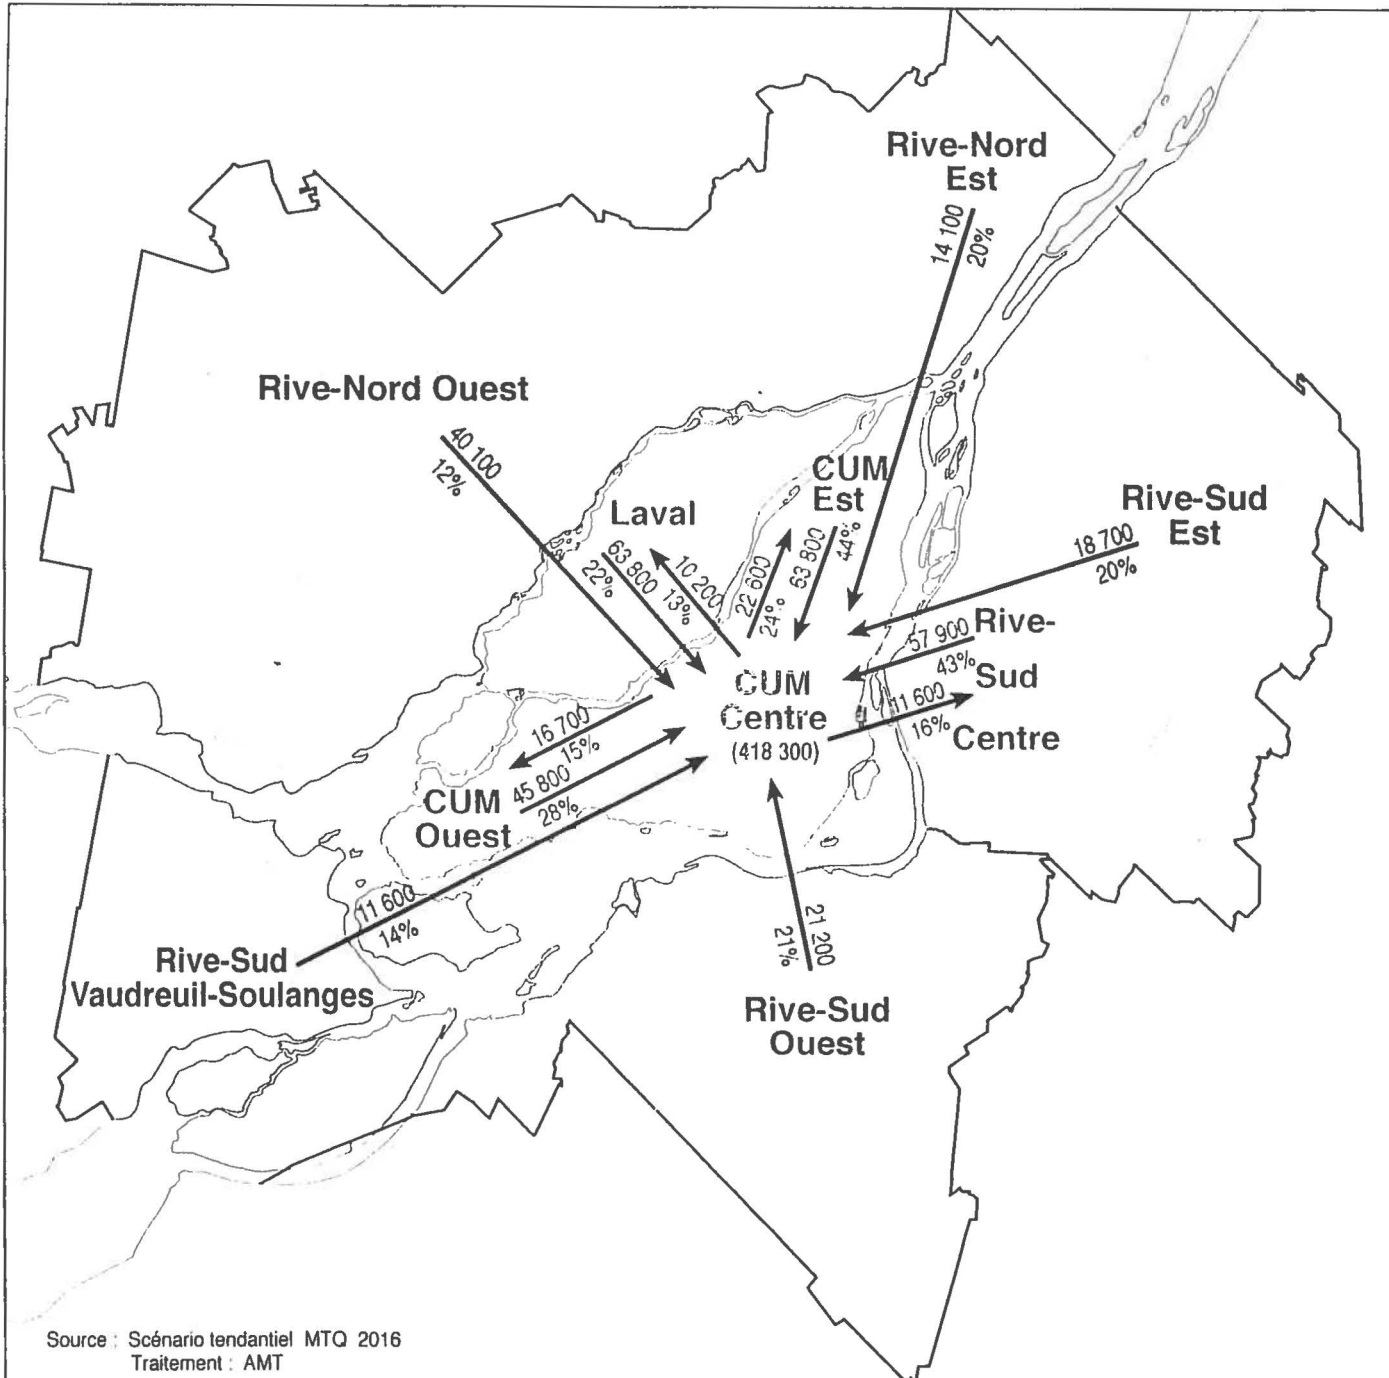 Rive-Nord
Est
14 100
20%
Rive-Nord Ouest
40 100
12%
CUM
Est
Laval
Rive-Sud
Est
18 700
20%
63 800
22%
10 200
13%
22 600
24%
63 800
44%
Rive-
Sud
Centre
57 900
43%
11 600
16%
CUM
Centre
(418 300)
16 700
15%
45 800
28%
CUM
Ouest
11 600
14%
Rive-Sud
Vaudreuil-Soulanges
21 200
21%
Rive-Sud
Ouest
Source : Scénario tendantiel MTQ 2016
Traitement : AMT